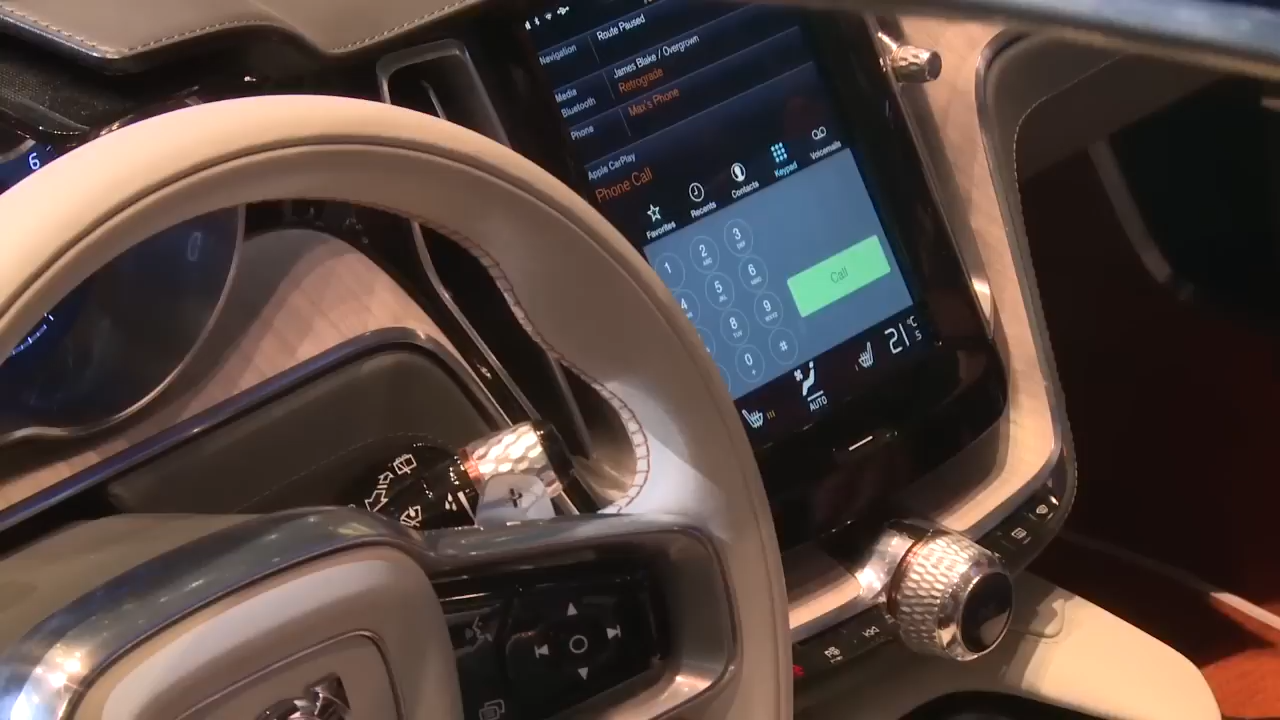 Navigation
Route Paused
Media
James Blake / Overgrown
Bluetooth
Retrograde
Phone
Max's Phone
Apple CarPlay
Phone Call
Favorites
Recents
Contacts
Keypad
Voicemails
1
2 ABC
3 DEF
4
5 JKL
6 MNO
8 TUV
9 WXYZ
0 +
#
Call
21 °C
S
AUTO
6
0